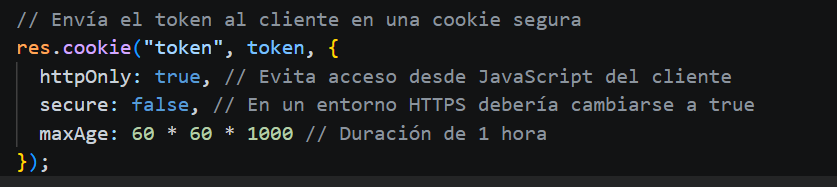 // Envía el token al cliente en una cookie segura
res.cookie("token", token, {
  httpOnly: true, // Evita acceso desde JavaScript del cliente
  secure: false, // En un entorno HTTPS debería cambiarse a true
  maxAge: 60 * 60 * 1000 // Duración de 1 hora
});